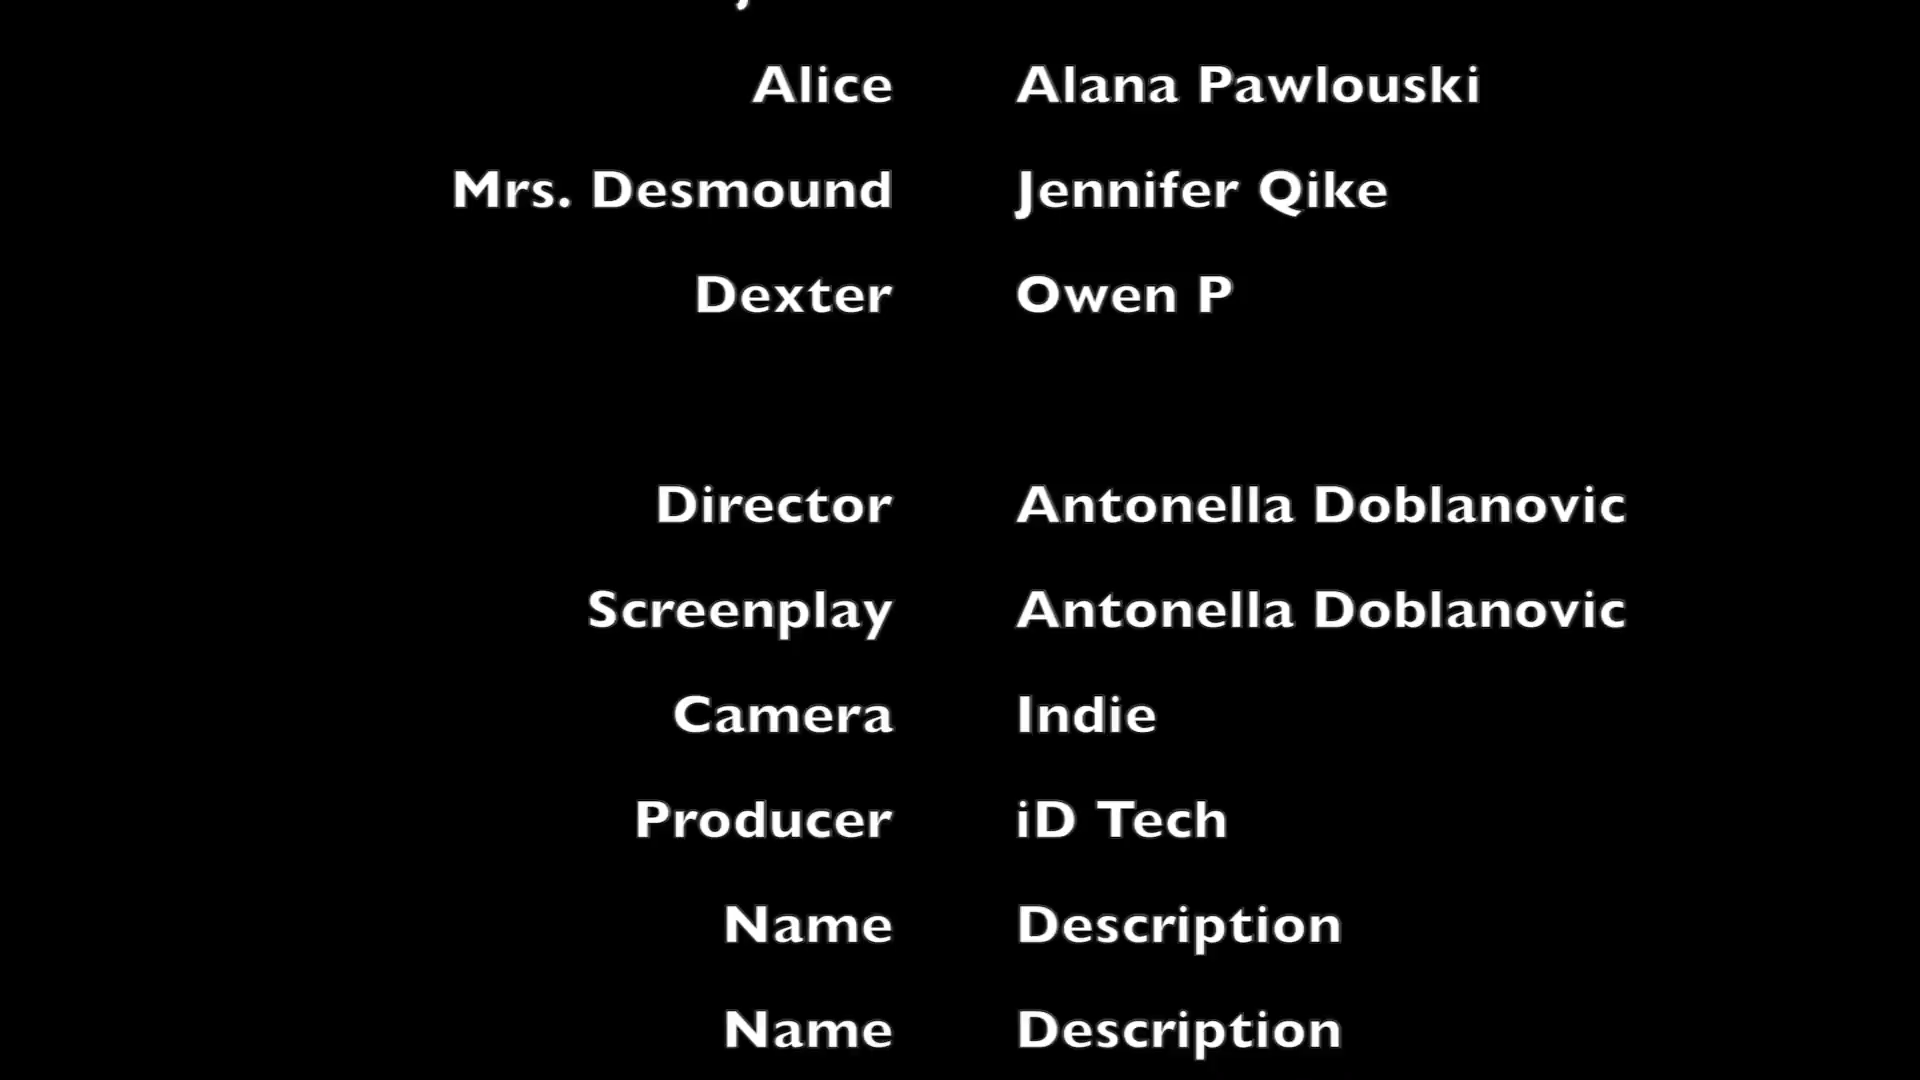 Alice Alana Pawlouski
Mrs. Desmound Jennifer Qike
Dexter Owen P
Director Antonella Doblanovic
Screenplay Antonella Doblanovic
Camera Indie
Producer iD Tech
Name Description
Name Description